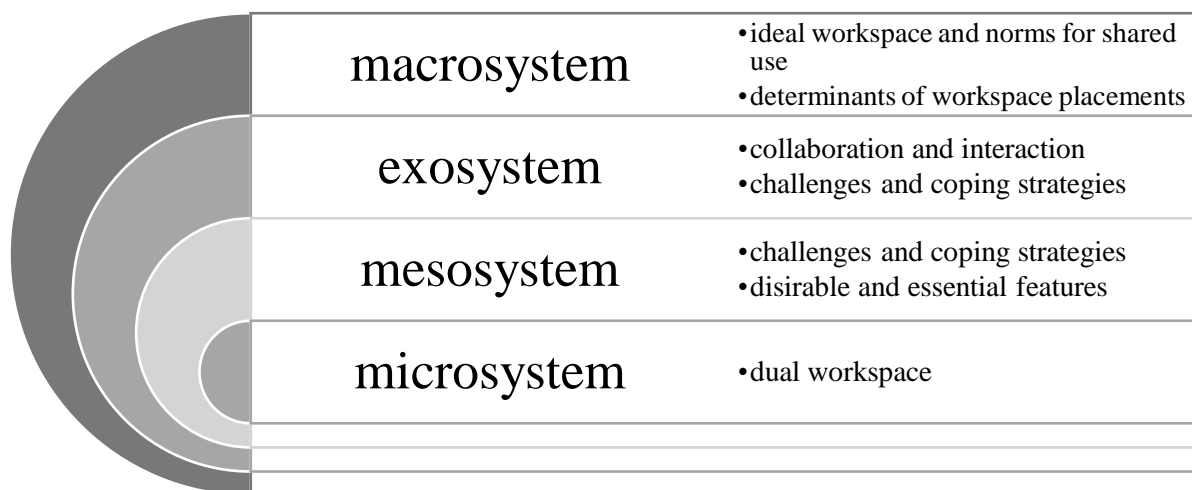 macrosystem
•ideal workspace and norms for shared
use
•determinants of workspace placements
exosystem
•collaboration and interaction
•challenges and coping strategies
mesosystem
•challenges and coping strategies
•disirable and essential features
microsystem
•dual workspace